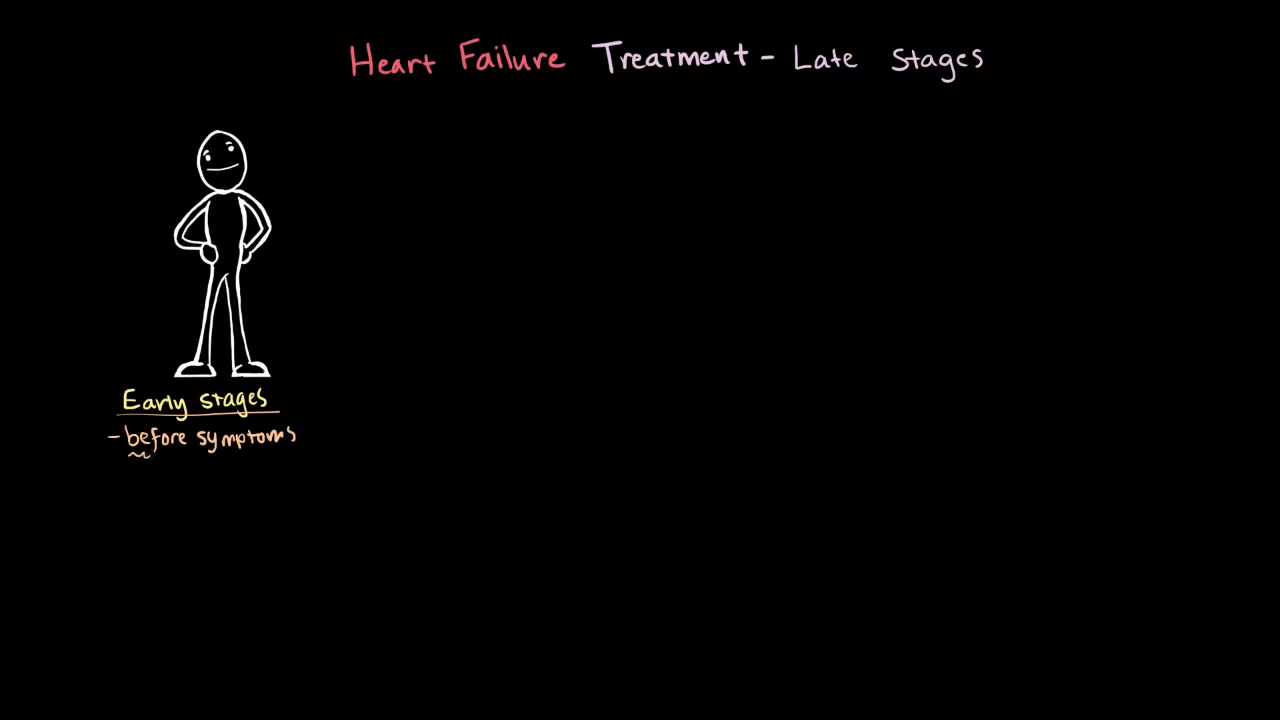 Heart Failure Treatment - Late Stages
Early stages
- before symptoms